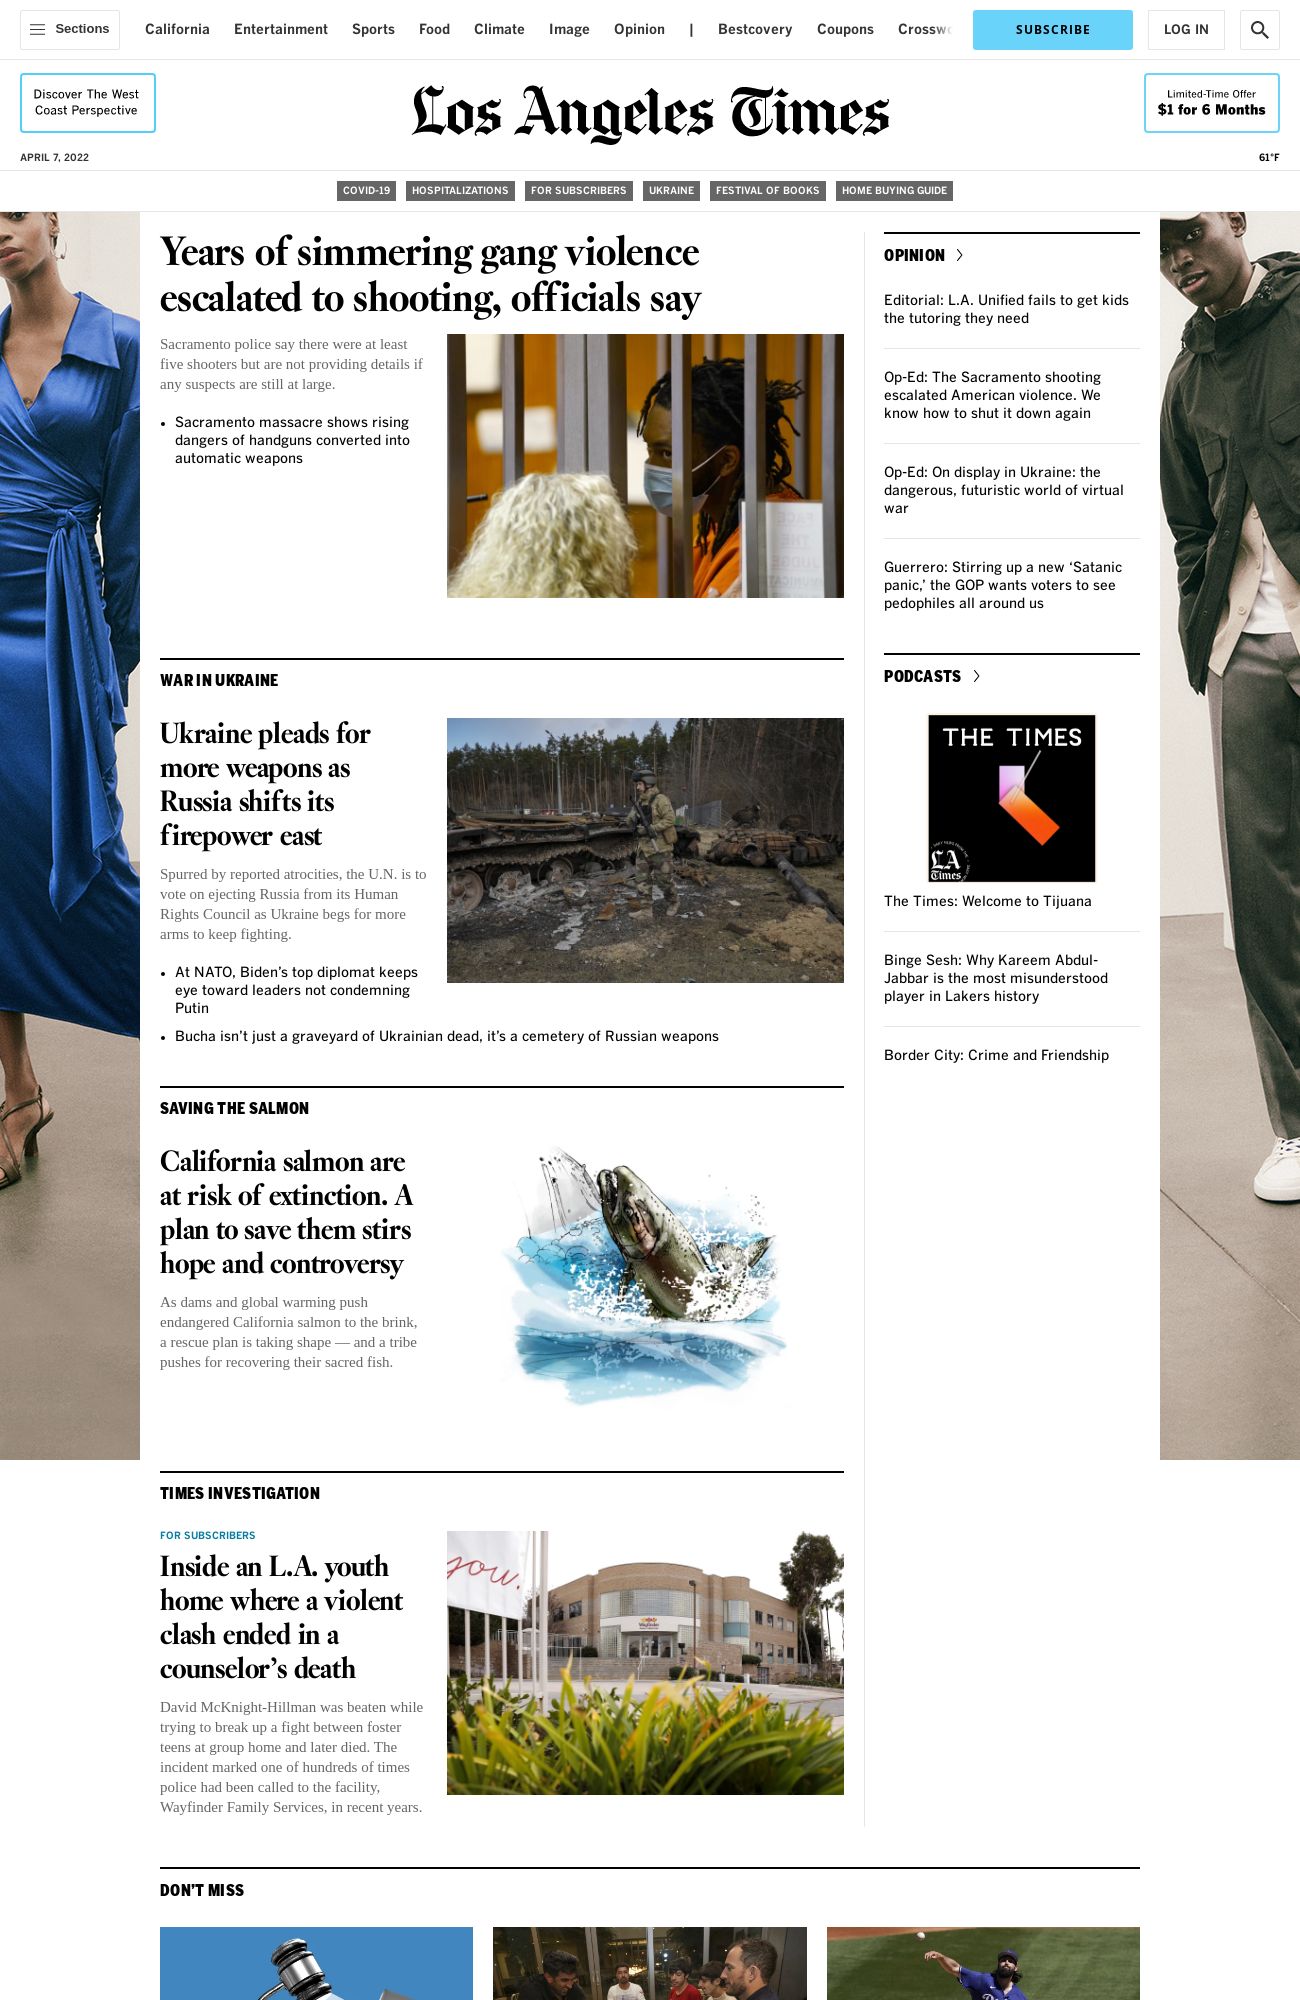 Sections
California
Entertainment
Sports
Food
Climate
Image
Opinion
|
Bestcovery
Coupons
SUBSCRIBE
LOG IN
Discover The West
Coast Perspective
Los Angeles Times
Limited-Time Offer
$1 for 6 Months
APRIL 7, 2022
61°F
COVID-19
HOSPITALIZATIONS
FOR SUBSCRIBERS
UKRAINE
FESTIVAL OF BOOKS
HOME BUYING GUIDE
Years of simmering gang violence
escalated to shooting, officials say
Sacramento police say there were at least
five shooters but are not providing details if
any suspects are still at large.
• Sacramento massacre shows rising
dangers of handguns converted into
automatic weapons
FACE
THE
JUDGE
WAR IN UKRAINE
Ukraine pleads for
more weapons as
Russia shifts its
firepower east
Spurred by reported atrocities, the U.N. is to
vote on ejecting Russia from its Human
Rights Council as Ukraine begs for more
arms to keep fighting.
• At NATO, Biden’s top diplomat keeps
eye toward leaders not condemning
Putin
• Bucha isn’t just a graveyard of Ukrainian dead, it’s a cemetery of Russian weapons
SAVING THE SALMON
California salmon are
at risk of extinction. A
plan to save them stirs
hope and controversy
As dams and global warming push
endangered California salmon to the brink,
a rescue plan is taking shape — and a tribe
pushes for recovering their sacred fish.
TIMES INVESTIGATION
FOR SUBSCRIBERS
Inside an L.A. youth
home where a violent
clash ended in a
counselor’s death
David McKnight-Hillman was beaten while
trying to break up a fight between foster
teens at group home and later died. The
incident marked one of hundreds of times
police had been called to the facility,
Wayfinder Family Services, in recent years.
you.
Wayfinder
OPINION
Editorial: L.A. Unified fails to get kids
the tutoring they need
Op-Ed: The Sacramento shooting
escalated American violence. We
know how to shut it down again
Op-Ed: On display in Ukraine: the
dangerous, futuristic world of virtual
war
Guerrero: Stirring up a new ‘Satanic
panic,’ the GOP wants voters to see
pedophiles all around us
PODCASTS
THE TIMES
LA
Times
The Times: Welcome to Tijuana
Binge Sesh: Why Kareem Abdul-
Jabbar is the most misunderstood
player in Lakers history
Border City: Crime and Friendship
DON’T MISS